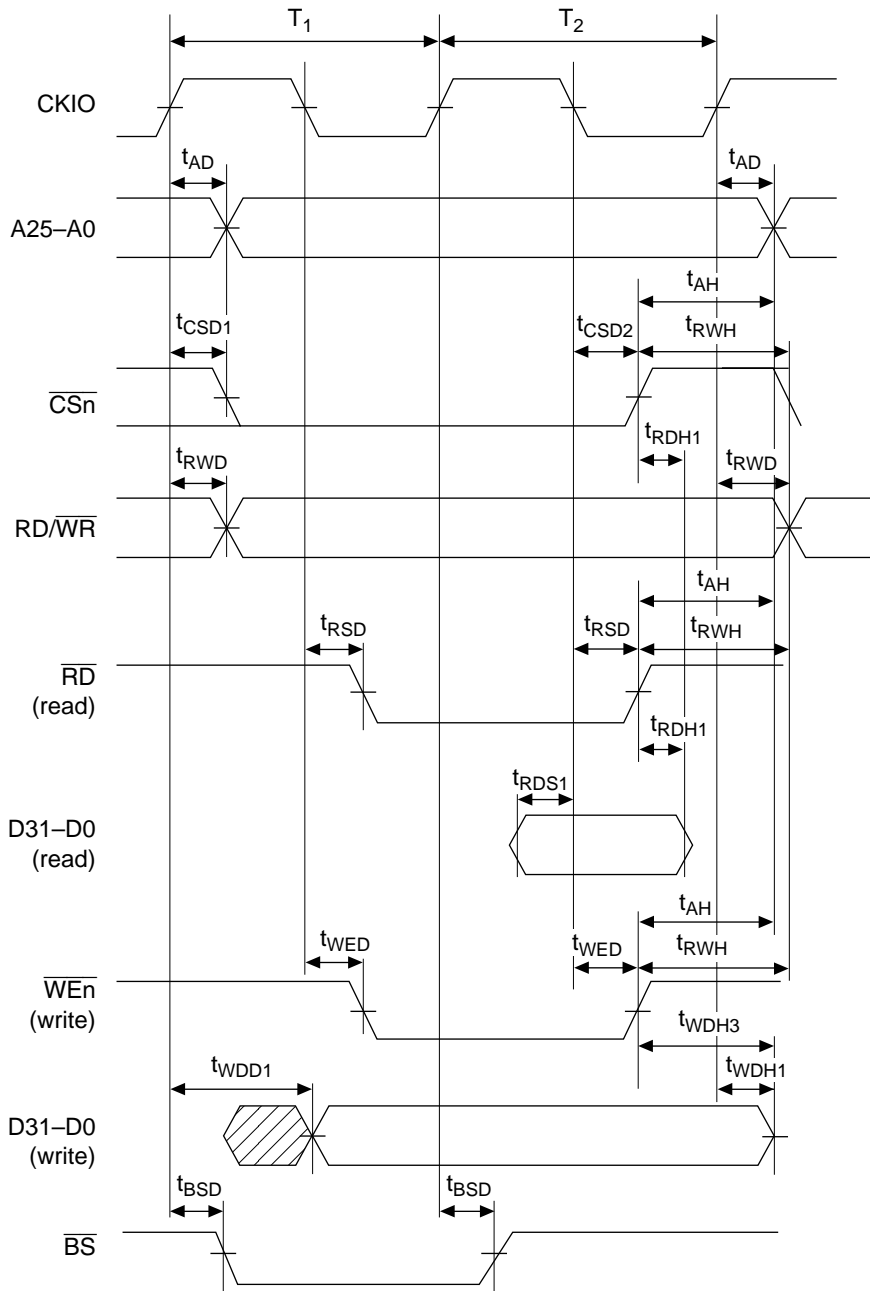 T1 T2
CKIO
tAD tAD
A25–A0
tAH
tCSD1 tCSD2 tRWH
CSn
tRDH1
tRWD tRWD
RD/WR
tAH
tRSD tRSD tRWH
RD
(read)
tRDH1
tRDS1
D31–D0
(read)
tAH
tWED tWED tRWH
WEn
(write)
tWDH3
tWDD1 tWDH1
D31–D0
(write)
tBSD tBSD
BS